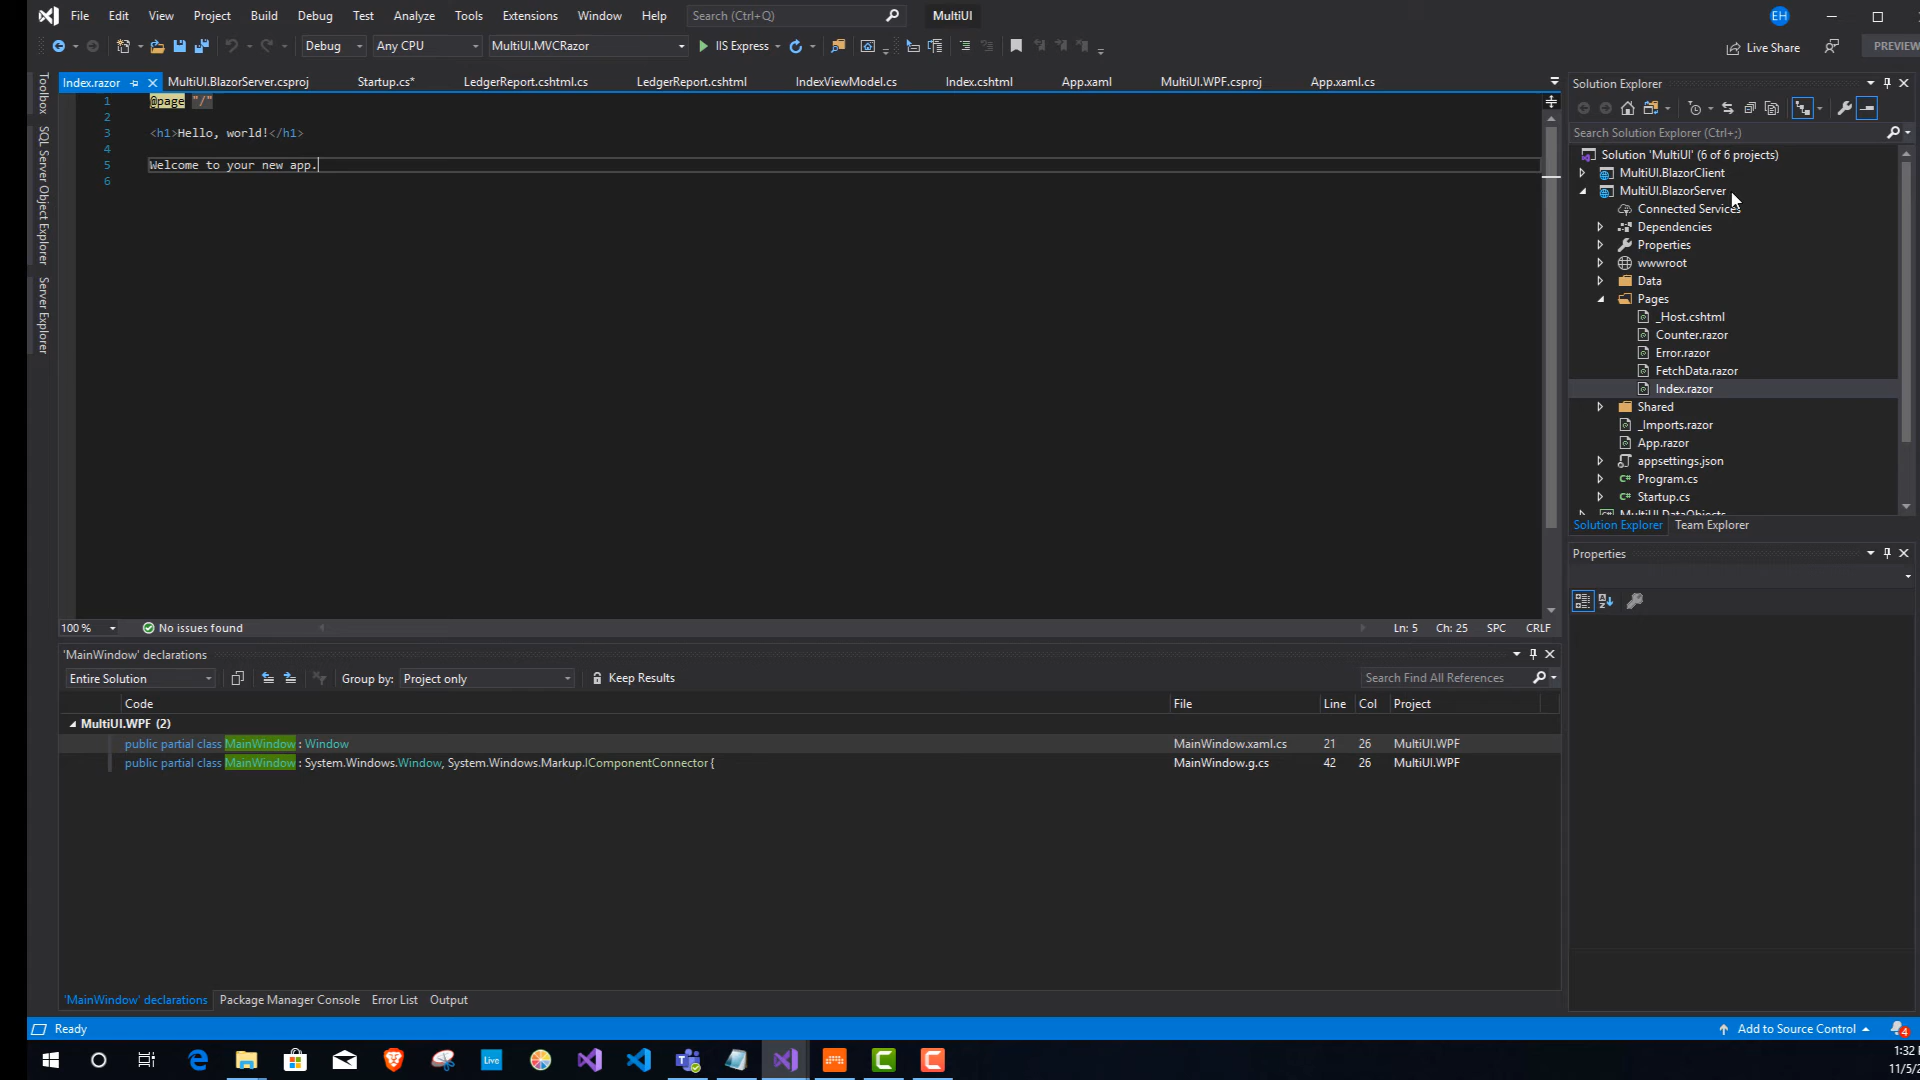 File Edit View Project Build Debug Test Analyze Tools Extensions Window Help Search (Ctrl+Q) MultiUI EH
Debug Any CPU MultiUI.MVCRazor IIS Express Live Share PREVIEW
Index.razor MultiUI.BlazorServer.csproj Startup.cs* LedgerReport.cshtml.cs LedgerReport.cshtml IndexViewModel.cs Index.cshtml App.xaml MultiUI.WPF.csproj App.xaml.cs
Toolbox
SQL Server Object Explorer
Server Explorer
1 @page "/"
2
3 <h1>Hello, world!</h1>
4
5 Welcome to your new app.
6
100 % No issues found Ln: 5 Ch: 25 SPC CRLF
Solution Explorer
Search Solution Explorer (Ctrl+;)
Solution 'MultiUI' (6 of 6 projects)
MultiUI.BlazorClient
MultiUI.BlazorServer
Connected Services
Dependencies
Properties
wwwroot
Data
Pages
_Host.cshtml
Counter.razor
Error.razor
FetchData.razor
Index.razor
Shared
_Imports.razor
App.razor
appsettings.json
Program.cs
Startup.cs
MultiUI.DataObjects
Solution Explorer Team Explorer
Properties
'MainWindow' declarations
Entire Solution Group by: Project only Keep Results Search Find All References
Code File Line Col Project
MultiUI.WPF (2)
public partial class MainWindow : Window MainWindow.xaml.cs 21 26 MultiUI.WPF
public partial class MainWindow : System.Windows.Window, System.Windows.Markup.IComponentConnector { MainWindow.g.cs 42 26 MultiUI.WPF
'MainWindow' declarations Package Manager Console Error List Output
Ready Add to Source Control 4
Live
1:32
11/5/2